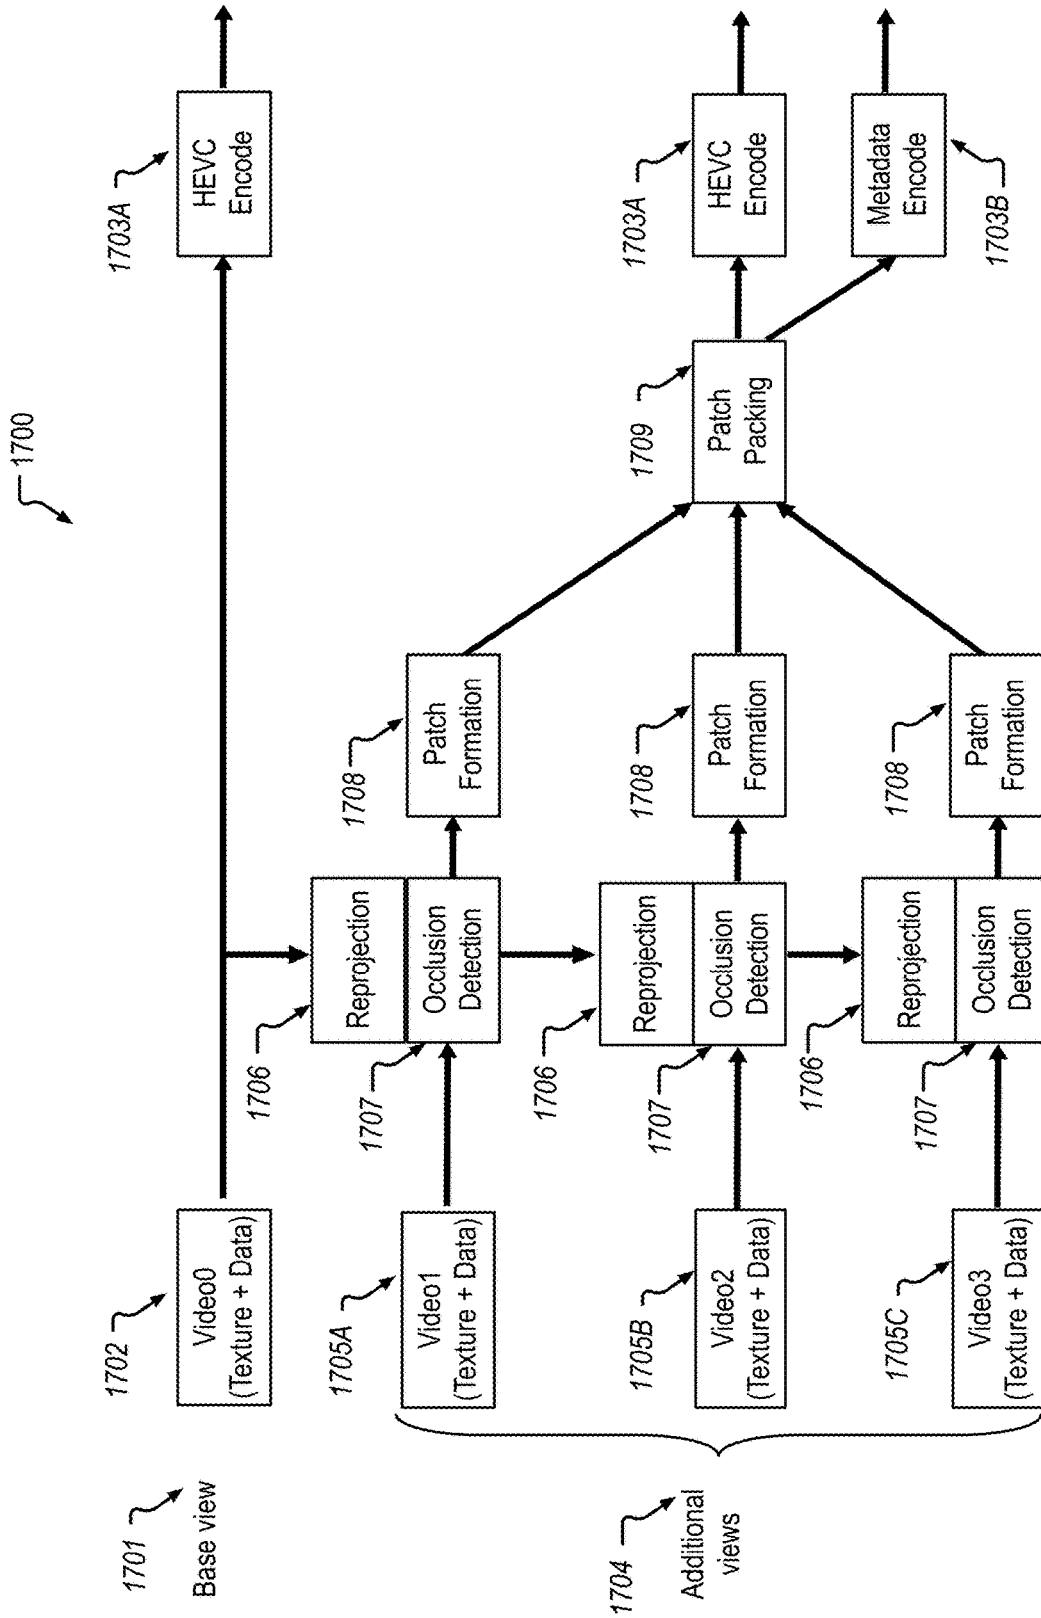 1700
1701
Base view
1702
Video0
(Texture + Data)
1703A
HEVC
Encode
1704
Additional
views
1705A
Video1
(Texture + Data)
1706
Reprojection
1707
Occlusion
Detection
1708
Patch
Formation
1705B
Video2
(Texture + Data)
1706
Reprojection
1707
Occlusion
Detection
1708
Patch
Formation
1709
Patch
Packing
1703A
HEVC
Encode
Metadata
Encode
1703B
1705C
Video3
(Texture + Data)
1706
Reprojection
1707
Occlusion
Detection
1708
Patch
Formation